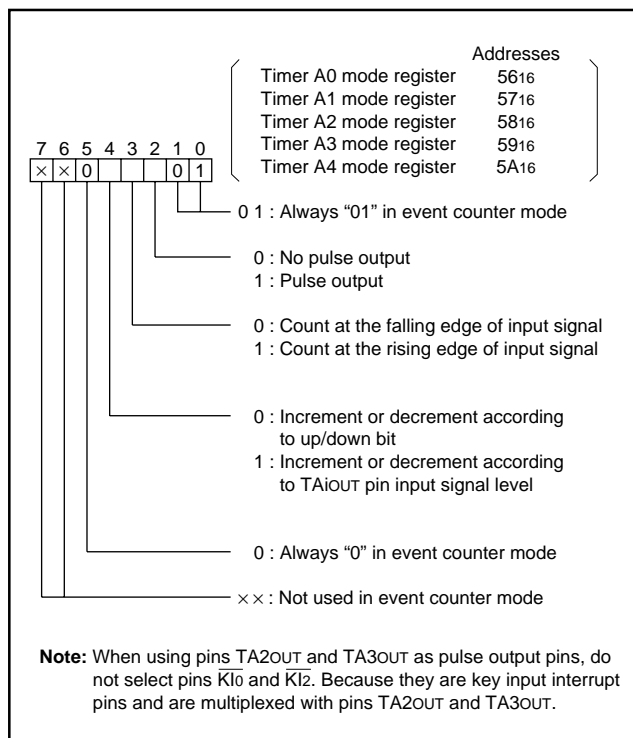 Addresses
Timer A0 mode register 5616
Timer A1 mode register 5716
Timer A2 mode register 5816
Timer A3 mode register 5916
Timer A4 mode register 5A16
7 6 5 4 3 2 1 0
× × 0 0 1
0 1 : Always “01” in event counter mode
0 : No pulse output
1 : Pulse output
0 : Count at the falling edge of input signal
1 : Count at the rising edge of input signal
0 : Increment or decrement according
to up/down bit
1 : Increment or decrement according
to TAiOUT pin input signal level
0 : Always “0” in event counter mode
×× : Not used in event counter mode
Note: When using pins TA2OUT and TA3OUT as pulse output pins, do
not select pins KI0 and KI2. Because they are key input interrupt
pins and are multiplexed with pins TA2OUT and TA3OUT.